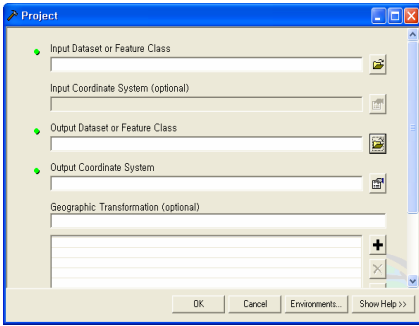 Project
Input Dataset or Feature Class
Input Coordinate System (optional)
Output Dataset or Feature Class
Output Coordinate System
Geographic Transformation (optional)
OK Cancel Environments... Show Help >>